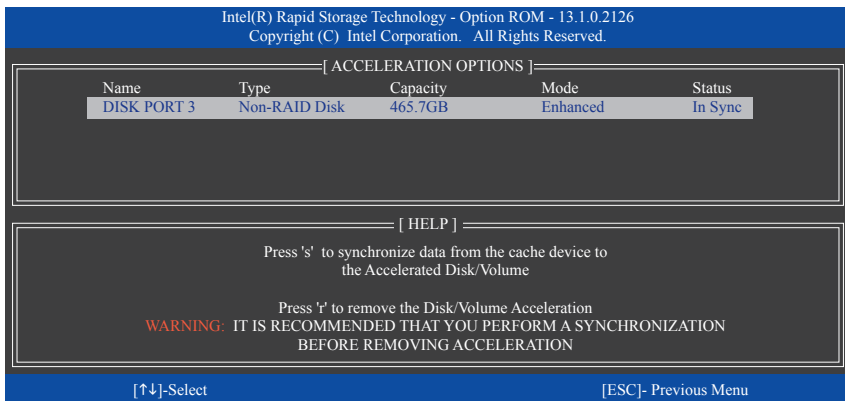 Intel(R) Rapid Storage Technology - Option ROM - 13.1.0.2126
Copyright (C) Intel Corporation. All Rights Reserved.
[ ACCELERATION OPTIONS ]
Name Type Capacity Mode Status
DISK PORT 3 Non-RAID Disk 465.7GB Enhanced In Sync
[ HELP ]
Press 's' to synchronize data from the cache device to
the Accelerated Disk/Volume
Press 'r' to remove the Disk/Volume Acceleration
WARNING: IT IS RECOMMENDED THAT YOU PERFORM A SYNCHRONIZATION
BEFORE REMOVING ACCELERATION
[↑↓]-Select [ESC]- Previous Menu